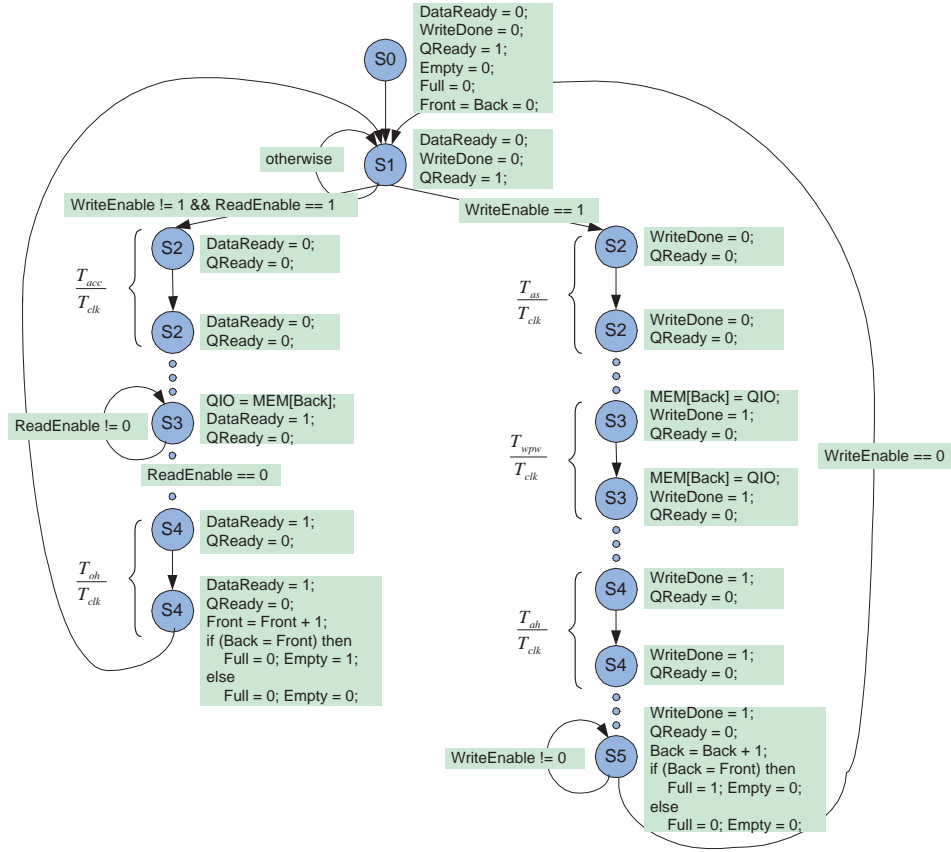 S0
DataReady = 0;
WriteDone = 0;
QReady = 1;
Empty = 0;
Full = 0;
Front = Back = 0;
otherwise
S1
DataReady = 0;
WriteDone = 0;
QReady = 1;
WriteEnable != 1 && ReadEnable == 1
WriteEnable == 1
T_acc
T_clk
S2
DataReady = 0;
QReady = 0;
S2
DataReady = 0;
QReady = 0;
ReadEnable != 0
S3
QIO = MEM[Back];
DataReady = 1;
QReady = 0;
ReadEnable == 0
T_oh
T_clk
S4
DataReady = 1;
QReady = 0;
S4
DataReady = 1;
QReady = 0;
Front = Front + 1;
if (Back = Front) then
Full = 0; Empty = 1;
else
Full = 0; Empty = 0;
T_as
T_clk
S2
WriteDone = 0;
QReady = 0;
S2
WriteDone = 0;
QReady = 0;
T_wpw
T_clk
S3
MEM[Back] = QIO;
WriteDone = 1;
QReady = 0;
S3
MEM[Back] = QIO;
WriteDone = 1;
QReady = 0;
WriteEnable == 0
T_ah
T_clk
S4
WriteDone = 1;
QReady = 0;
S4
WriteDone = 1;
QReady = 0;
WriteEnable != 0
S5
WriteDone = 1;
QReady = 0;
Back = Back + 1;
if (Back = Front) then
Full = 1; Empty = 0;
else
Full = 0; Empty = 0;